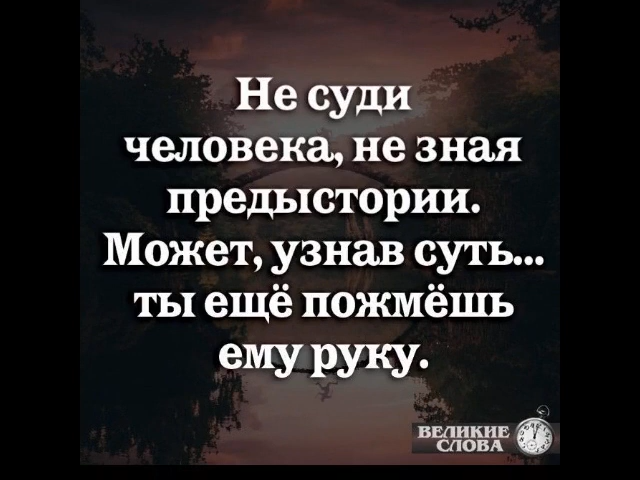 Не суди
человека, не зная
предыстории.
Может, узнав суть...
ты ещё пожмёшь
ему руку.
ВЕЛИКИЕ
СЛОВА